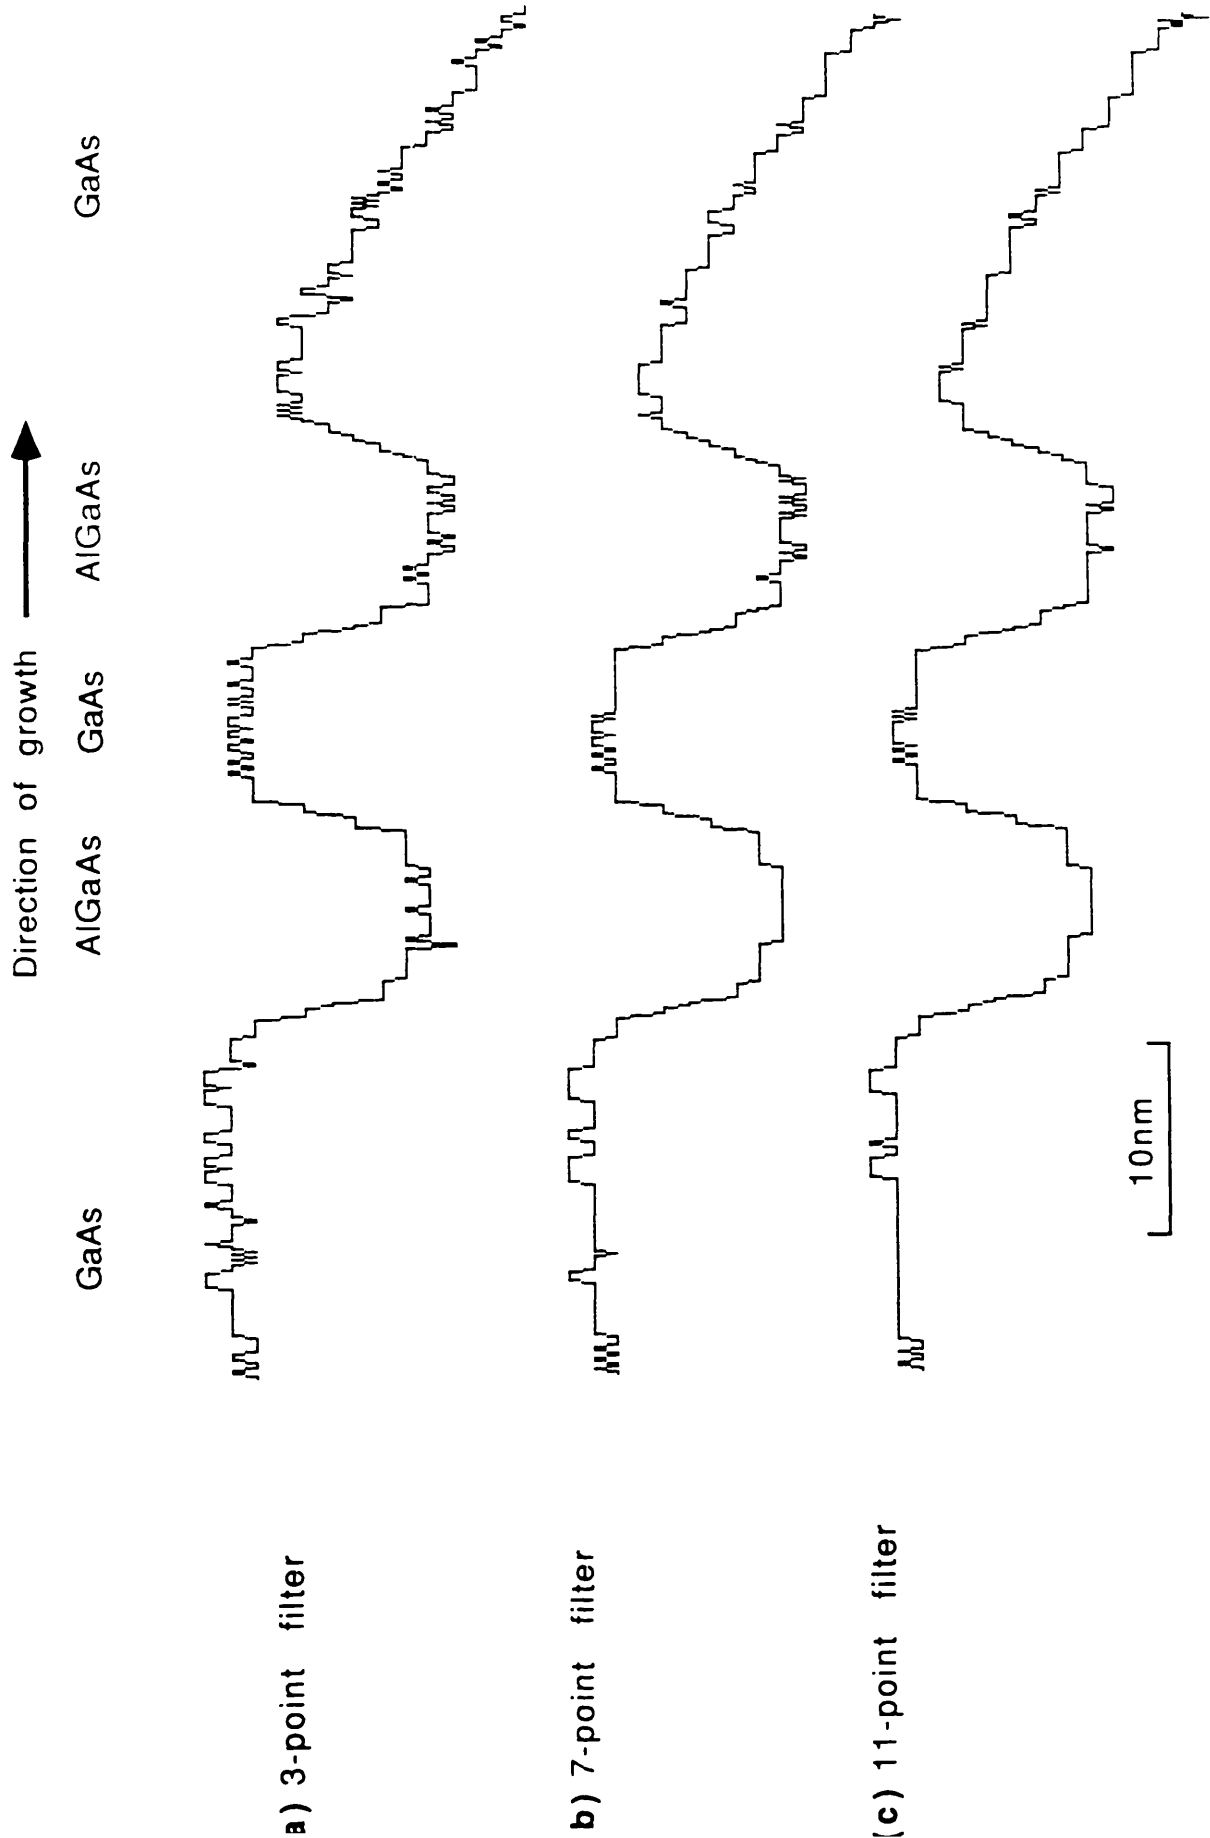 Direction of growth
GaAs
AlGaAs
GaAs
AlGaAs
GaAs
a) 3-point filter
b) 7-point filter
(c) 11-point filter
10nm